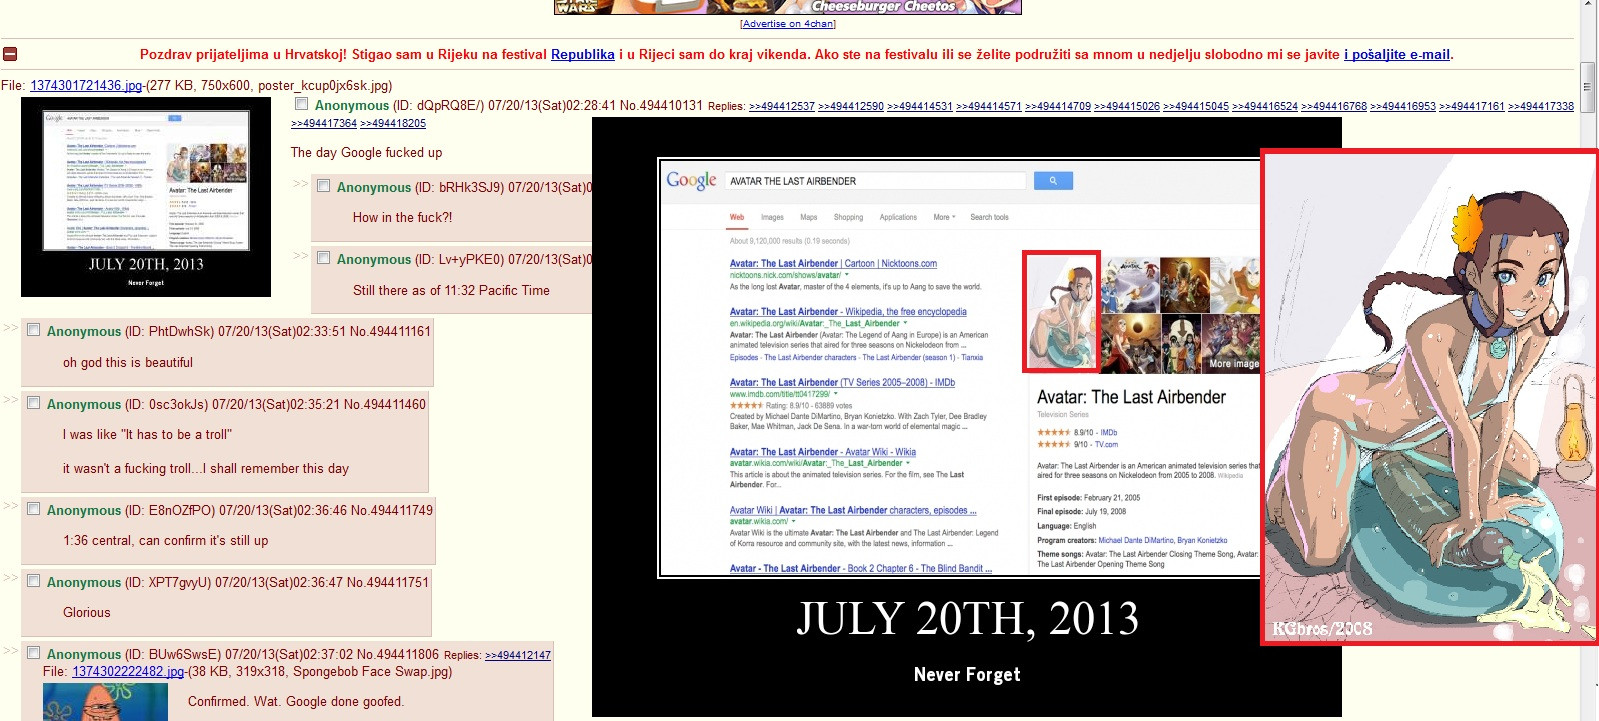 STAR WARS
Cheeseburger Cheetos
[Advertise on 4chan]
Pozdrav prijateljima u Hrvatskoj! Stigao sam u Rijeku na festival Republika i u Rijeci sam do kraj vikenda. Ako ste na festivalu ili se želite podružiti sa mnom u nedjelju slobodno mi se javite i pošaljite e-mail.
File: 1374301721436.jpg-(277 KB, 750x600, poster_kcup0jx6sk.jpg)
Anonymous (ID: dQpRQ8E/) 07/20/13(Sat)02:28:41 No.494410131 Replies: >>494412537 >>494412590 >>494414531 >>494414571 >>494414709 >>494415026 >>494415045 >>494416524 >>494416768 >>494416953 >>494417161 >>494417338
>>494417364 >>494418205
The day Google fucked up
JULY 20TH, 2013
Never Forget
>> Anonymous (ID: bRHk3SJ9) 07/20/13(Sat)0
How in the fuck?!
>> Anonymous (ID: Lv+yPKE0) 07/20/13(Sat)0
Still there as of 11:32 Pacific Time
>> Anonymous (ID: PhtDwhSk) 07/20/13(Sat)02:33:51 No.494411161
oh god this is beautiful
>> Anonymous (ID: 0sc3okJs) 07/20/13(Sat)02:35:21 No.494411460
I was like "It has to be a troll"
it wasn't a fucking troll...I shall remember this day
>> Anonymous (ID: E8nOZfPO) 07/20/13(Sat)02:36:46 No.494411749
1:36 central, can confirm it's still up
>> Anonymous (ID: XPT7gvyU) 07/20/13(Sat)02:36:47 No.494411751
Glorious
>> Anonymous (ID: BUw6SwsE) 07/20/13(Sat)02:37:02 No.494411806 Replies: >>494412147
File: 1374302222482.jpg-(38 KB, 319x318, Spongebob Face Swap.jpg)
Confirmed. Wat. Google done goofed.
Google AVATAR THE LAST AIRBENDER
Web Images Maps Shopping Applications More Search tools
About 9,120,000 results (0.19 seconds)
Avatar: The Last Airbender | Cartoon | Nicktoons.com
nicktoons.nick.com/shows/avatar/
As the long lost Avatar, master of the 4 elements, it's up to Aang to save the world.
Avatar: The Last Airbender - Wikipedia, the free encyclopedia
en.wikipedia.org/wiki/Avatar:_The_Last_Airbender
Avatar: The Last Airbender (Avatar: The Legend of Aang in Europe) is an American
animated television series that aired for three seasons on Nickelodeon from ...
Episodes - The Last Airbender characters - The Last Airbender (season 1) - Tianxia
Avatar: The Last Airbender (TV Series 2005–2008) - IMDb
www.imdb.com/title/tt0417299/
Rating: 8.9/10 - 63889 votes
Created by Michael Dante DiMartino, Bryan Konietzko. With Zach Tyler, Dee Bradley
Baker, Mae Whitman, Jack De Sena. In a war-torn world of elemental magic ...
Avatar: The Last Airbender - Avatar Wiki - Wikia
avatar.wikia.com/wiki/Avatar:_The_Last_Airbender
This article is about the animated television series. For the film, see The Last
Airbender. For...
Avatar Wiki | Avatar: The Last Airbender characters, episodes ...
avatar.wikia.com/
Avatar Wiki is the ultimate Avatar: The Last Airbender and The Last Airbender: Legend
of Korra resource and community site, with the latest news, information ...
Avatar - The Last Airbender - Book 2 Chapter 6 - The Blind Bandit ...
More image
Avatar: The Last Airbender
Television Series
8.9/10 - IMDb
9/10 - TV.com
Avatar: The Last Airbender is an American animated television series that
aired for three seasons on Nickelodeon from 2005 to 2008. Wikipedia
First episode: February 21, 2005
Final episode: July 19, 2008
Language: English
Program creators: Michael Dante DiMartino, Bryan Konietzko
Theme songs: Avatar: The Last Airbender Closing Theme Song, Avatar:
The Last Airbender Opening Theme Song
JULY 20TH, 2013
Never Forget
KGbros/2008